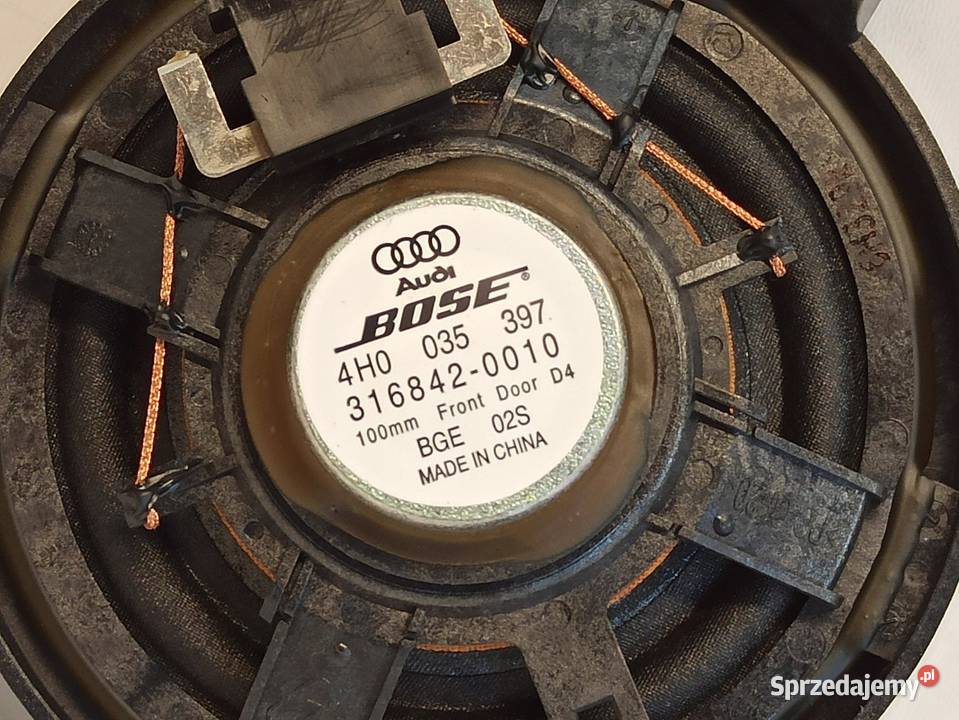 Audi
BOSE®
4H0 035 397
316842-0010
100mm Front Door D4
BGE 02S
MADE IN CHINA
Sprzedajemy.pl